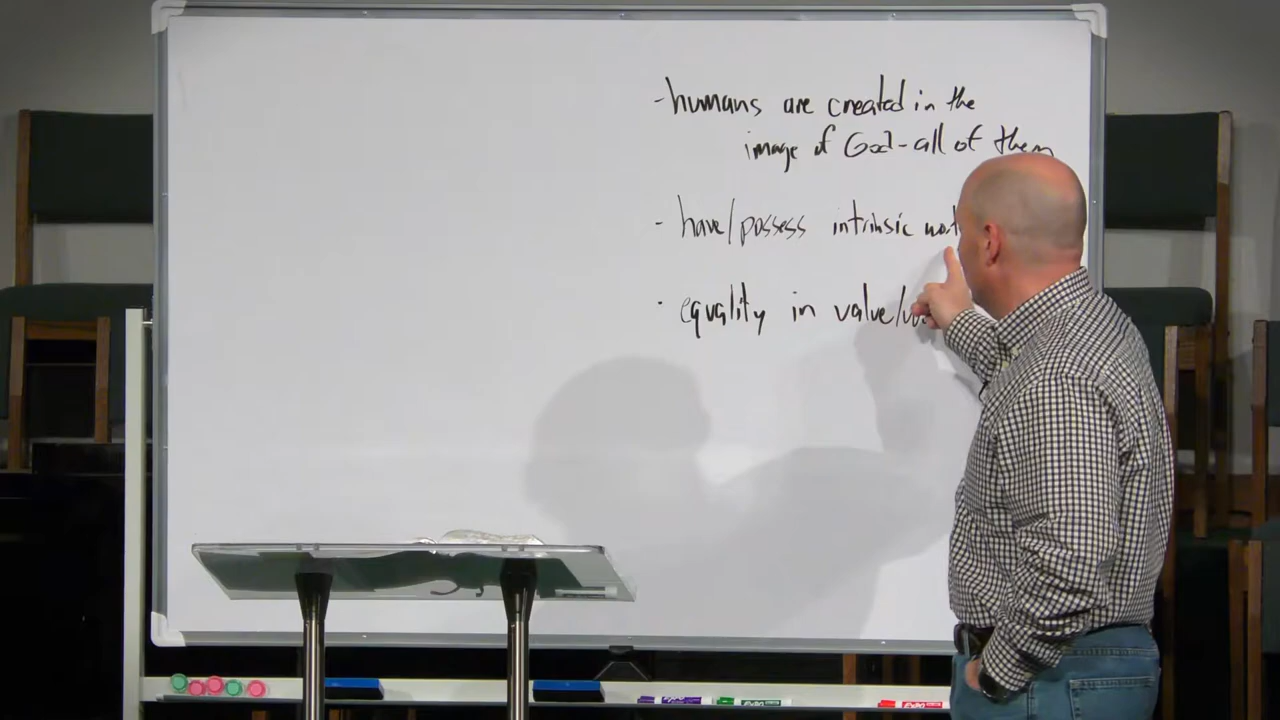 -humans are created in the
image of God-all of them
- have/possess intrinsic
· equality in value/